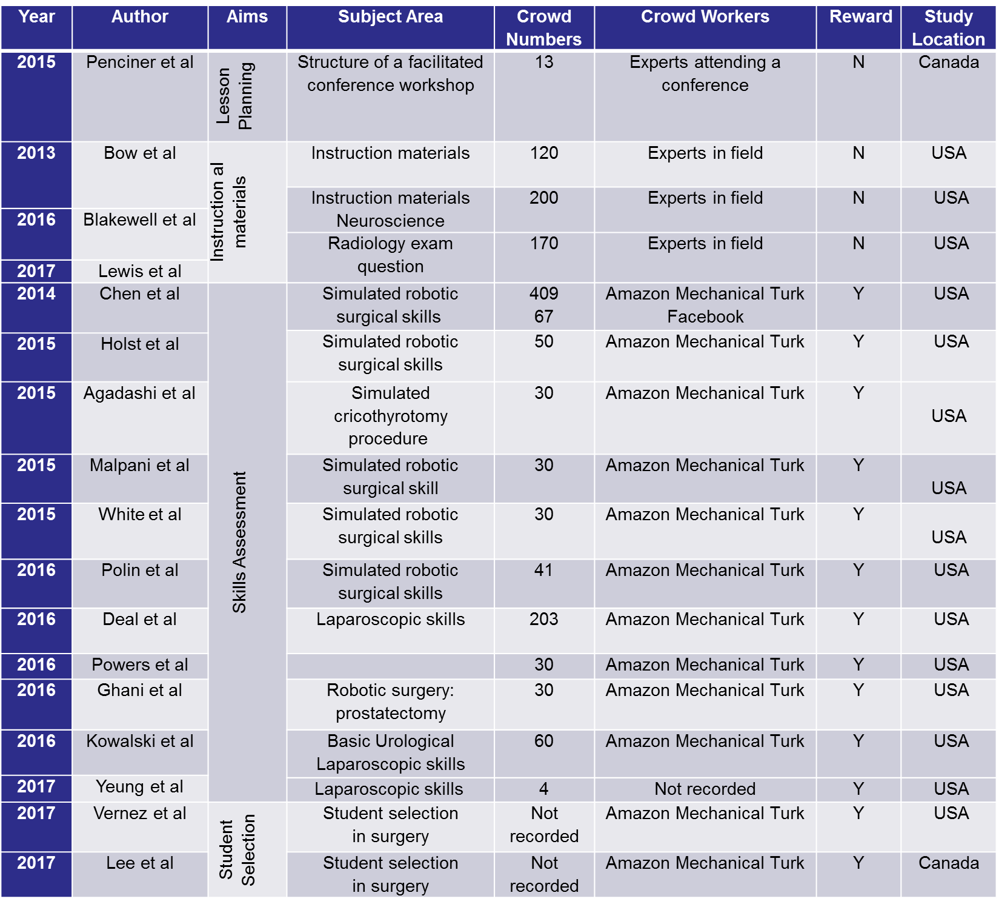 Year Author Aims Subject Area Crowd Numbers Crowd Workers Reward Study Location
2015 Penciner et al Lesson Planning Structure of a facilitated conference workshop 13 Experts attending a conference N Canada
2013 Bow et al Instruction al materials Instruction materials 120 Experts in field N USA
Instruction materials Neuroscience 200 Experts in field N USA
2016 Blakewell et al
Radiology exam question 170 Experts in field N USA
2017 Lewis et al
2014 Chen et al Skills Assessment Simulated robotic surgical skills 409 67 Amazon Mechanical Turk Facebook Y USA
2015 Holst et al Simulated robotic surgical skills 50 Amazon Mechanical Turk Y USA
2015 Agadashi et al Simulated cricothyrotomy procedure 30 Amazon Mechanical Turk Y USA
2015 Malpani et al Simulated robotic surgical skill 30 Amazon Mechanical Turk Y USA
2015 White et al Simulated robotic surgical skills 30 Amazon Mechanical Turk Y USA
2016 Polin et al Simulated robotic surgical skills 41 Amazon Mechanical Turk Y USA
2016 Deal et al Laparoscopic skills 203 Amazon Mechanical Turk Y USA
2016 Powers et al 30 Amazon Mechanical Turk Y USA
2016 Ghani et al Robotic surgery: prostatectomy 30 Amazon Mechanical Turk Y USA
2016 Kowalski et al Basic Urological Laparoscopic skills 60 Amazon Mechanical Turk Y USA
2017 Yeung et al Laparoscopic skills 4 Not recorded Y USA
2017 Vernez et al Student Selection Student selection in surgery Not recorded Amazon Mechanical Turk Y USA
2017 Lee et al Student selection in surgery Not recorded Amazon Mechanical Turk Y Canada